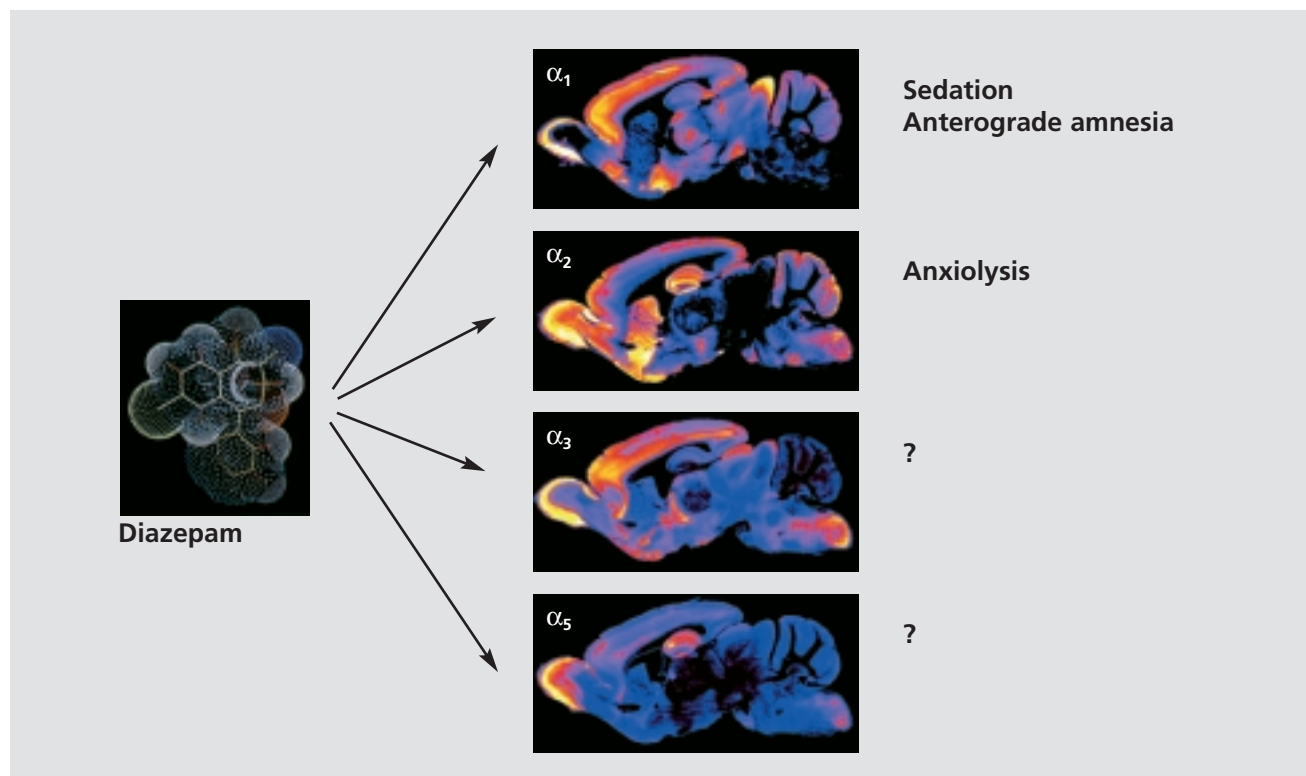 α1
Sedation
Anterograde amnesia
α2
Anxiolysis
Diazepam
α3
?
α5
?